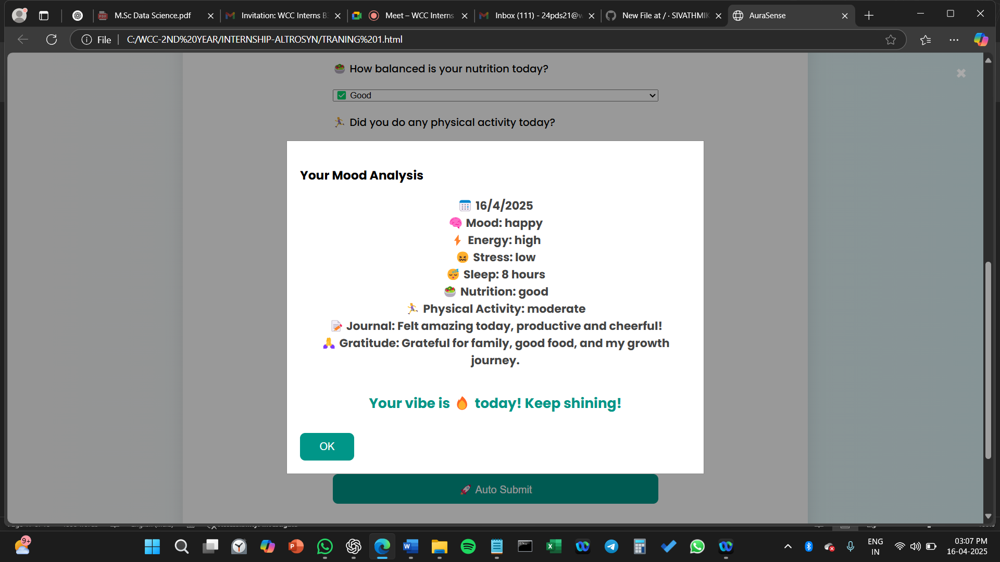 M.Sc Data Science.pdf
Invitation: WCC Interns B
Meet – WCC Interns
Inbox (111) - 24pds21@w
New File at / · SIVATHMIK
AuraSense
File
C:/WCC-2ND%20YEAR/INTERNSHIP-ALTROSYN/TRANING%201.html
🥗 How balanced is your nutrition today?
✅ Good
🏃‍♀️ Did you do any physical activity today?
Your Mood Analysis
📅 16/4/2025
🧠 Mood: happy
⚡ Energy: high
😖 Stress: low
😴 Sleep: 8 hours
🥗 Nutrition: good
🏃‍♀️ Physical Activity: moderate
📝 Journal: Felt amazing today, productive and cheerful!
🙏 Gratitude: Grateful for family, good food, and my growth
journey.
Your vibe is 🔥 today! Keep shining!
OK
🚀 Auto Submit
9+
ENG
IN
03:07 PM
16-04-2025